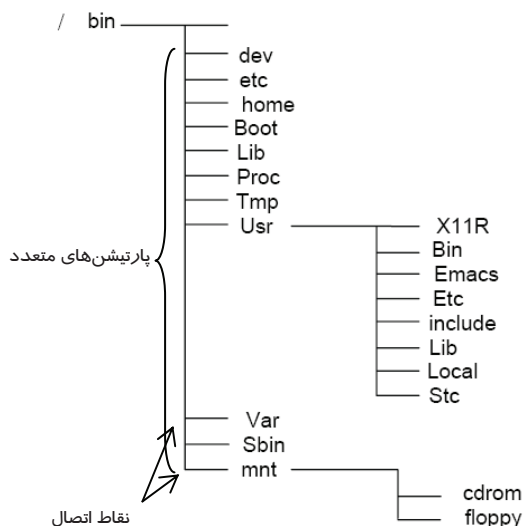 / bin
dev
etc
home
Boot
Lib
Proc
Tmp
Usr
X11R
Bin
Emacs
Etc
include
Lib
Local
Stc
پارتیشن‌های متعدد
Var
Sbin
mnt
cdrom
floppy
نقاط اتصال